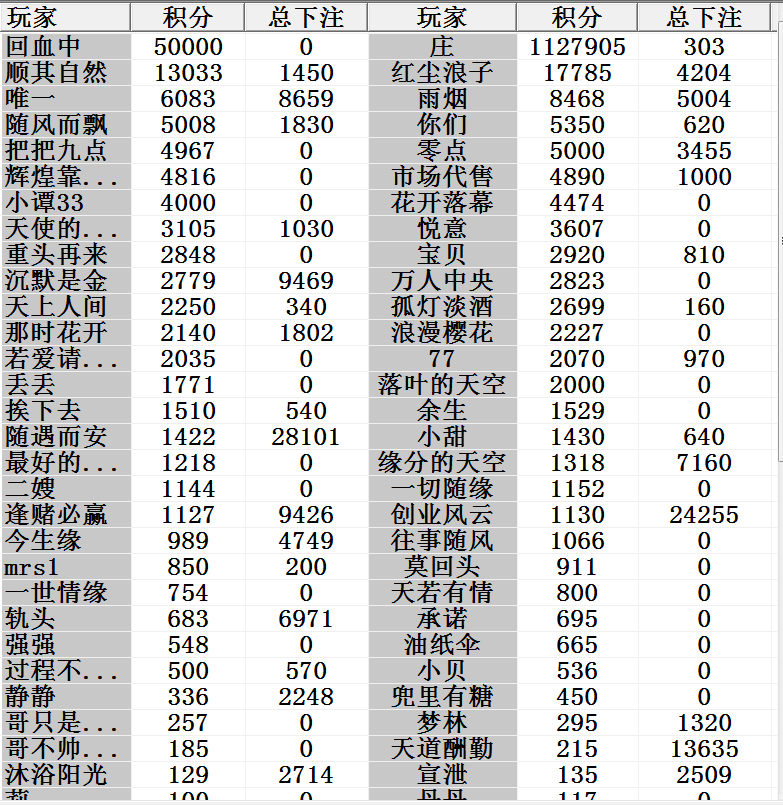 玩家 积分 总下注 玩家 积分 总下注
回血中 50000 0 庄 1127905 303
顺其自然 13033 1450 红尘浪子 17785 4204
唯一 6083 8659 雨烟 8468 5004
随风而飘 5008 1830 你们 5350 620
把把九点 4967 0 零点 5000 3455
辉煌靠... 4816 0 市场代售 4890 1000
小谭33 4000 0 花开落幕 4474 0
天使的... 3105 1030 悦意 3607 0
重头再来 2848 0 宝贝 2920 810
沉默是金 2779 9469 万人中央 2823 0
天上人间 2250 340 孤灯淡酒 2699 160
那时花开 2140 1802 浪漫樱花 2227 0
若爱请... 2035 0 77 2070 970
丢丢 1771 0 落叶的天空 2000 0
挨下去 1510 540 余生 1529 0
随遇而安 1422 28101 小甜 1430 640
最好的... 1218 0 缘分的天空 1318 7160
二嫂 1144 0 一切随缘 1152 0
逢赌必赢 1127 9426 创业风云 1130 24255
今生缘 989 4749 往事随风 1066 0
mrs1 850 200 莫回头 911 0
一世情缘 754 0 天若有情 800 0
轨头 683 6971 承诺 695 0
强强 548 0 油纸伞 665 0
过程不... 500 570 小贝 536 0
静静 336 2248 兜里有糖 450 0
哥只是... 257 0 梦林 295 1320
哥不帅... 185 0 天道酬勤 215 13635
沐浴阳光 129 2714 宣泄 135 2509
100 0 丹丹 117 0